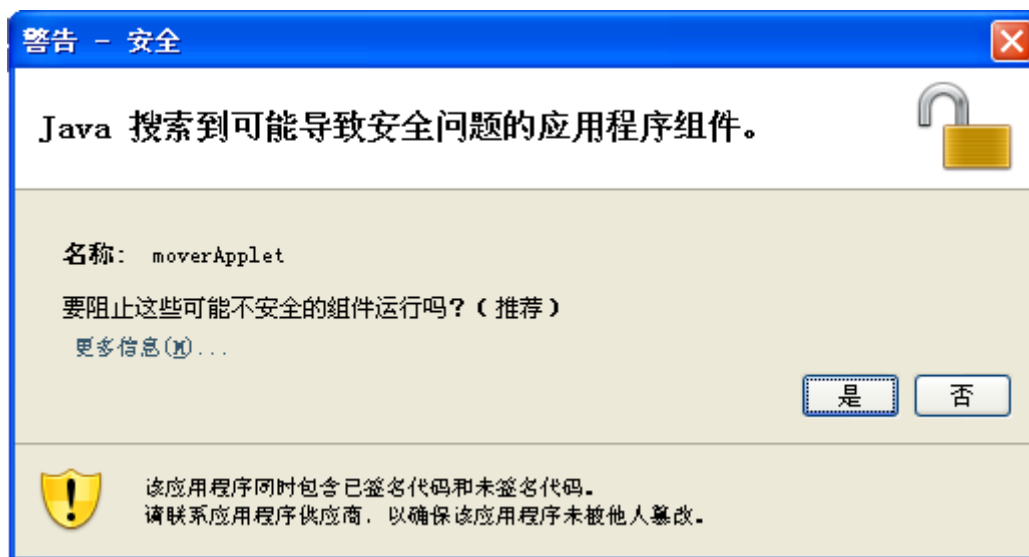 警告 - 安全
Java 搜索到可能导致安全问题的应用程序组件。
名称： moverApplet
要阻止这些可能不安全的组件运行吗？(推荐)
更多信息(M)...
是 否
该应用程序同时包含已签名代码和未签名代码。
请联系应用程序供应商，以确保该应用程序未被他人篡改。